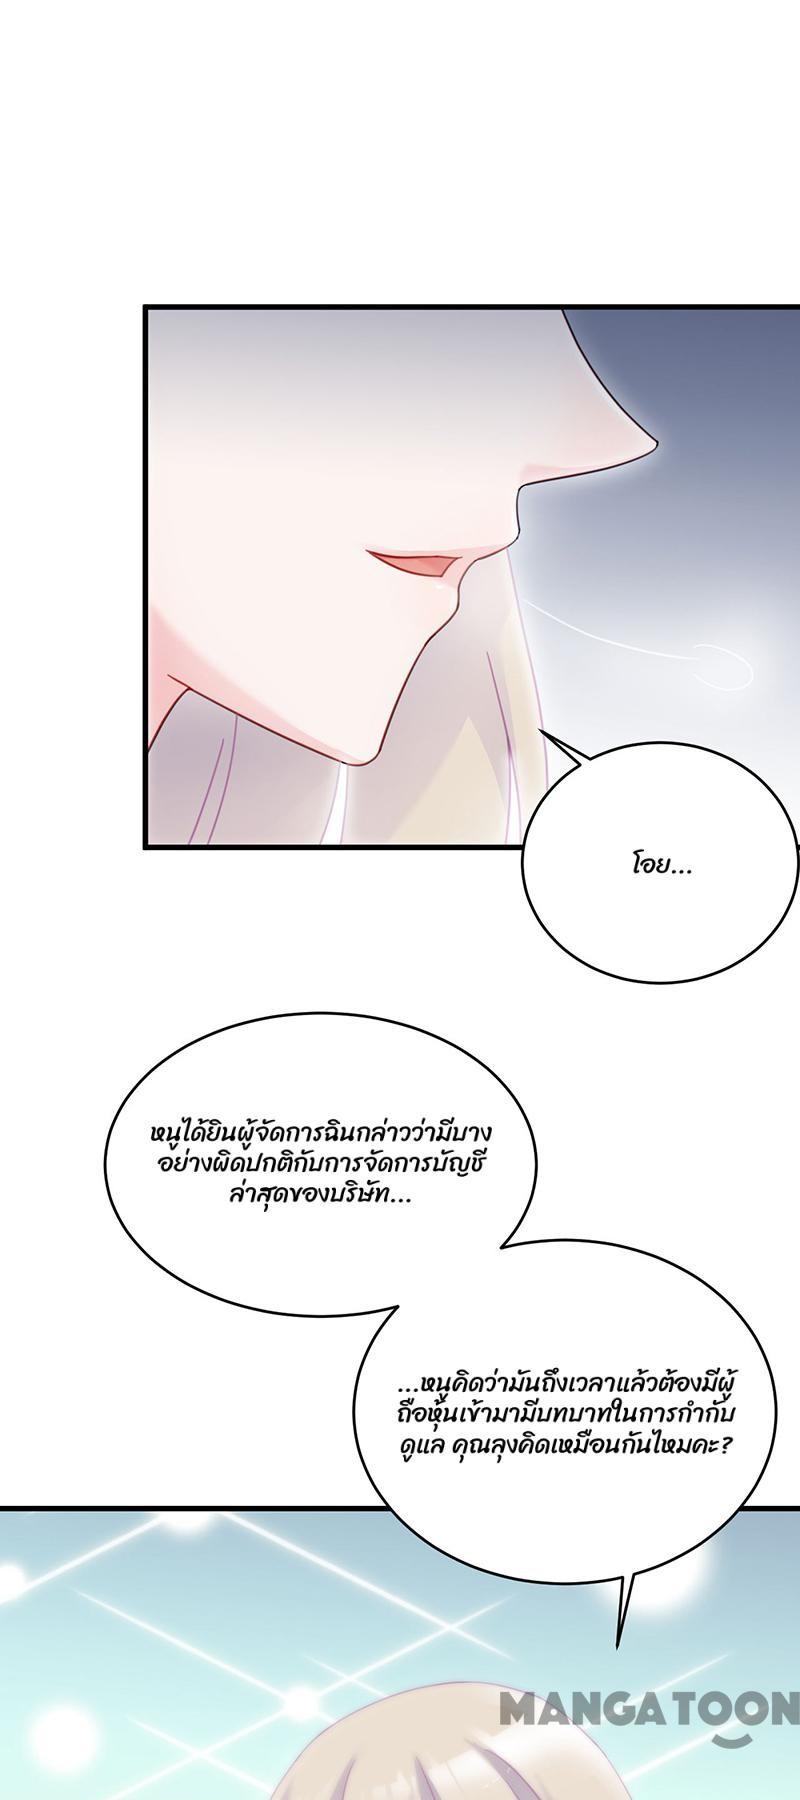 โอย...
หนูได้ยินผู้จัดการฉินกล่าวว่ามีบาง
อย่างผิดปกติกับการจัดการบัญชี
ล่าสุดของบริษัท...
...หนูคิดว่ามันถึงเวลาแล้วต้องมีผู้
ถือหุ้นเข้ามามีบทบาทในการกำกับ
ดูแล คุณลุงคิดเหมือนกันไหมคะ?
MANGATOON